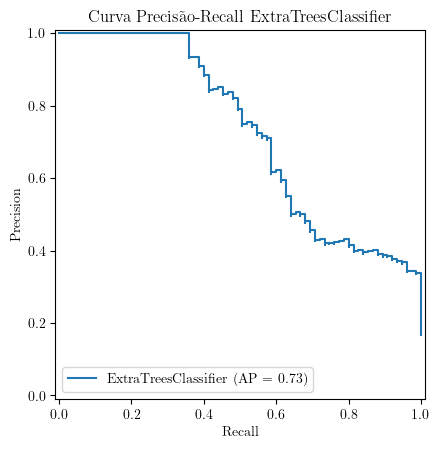 Curva Precisão-Recall ExtraTreesClassifier
1.0
0.8
0.6
0.4
0.2
0.0
Precision
ExtraTreesClassifier (AP = 0.73)
0.0 0.2 0.4 0.6 0.8 1.0
Recall